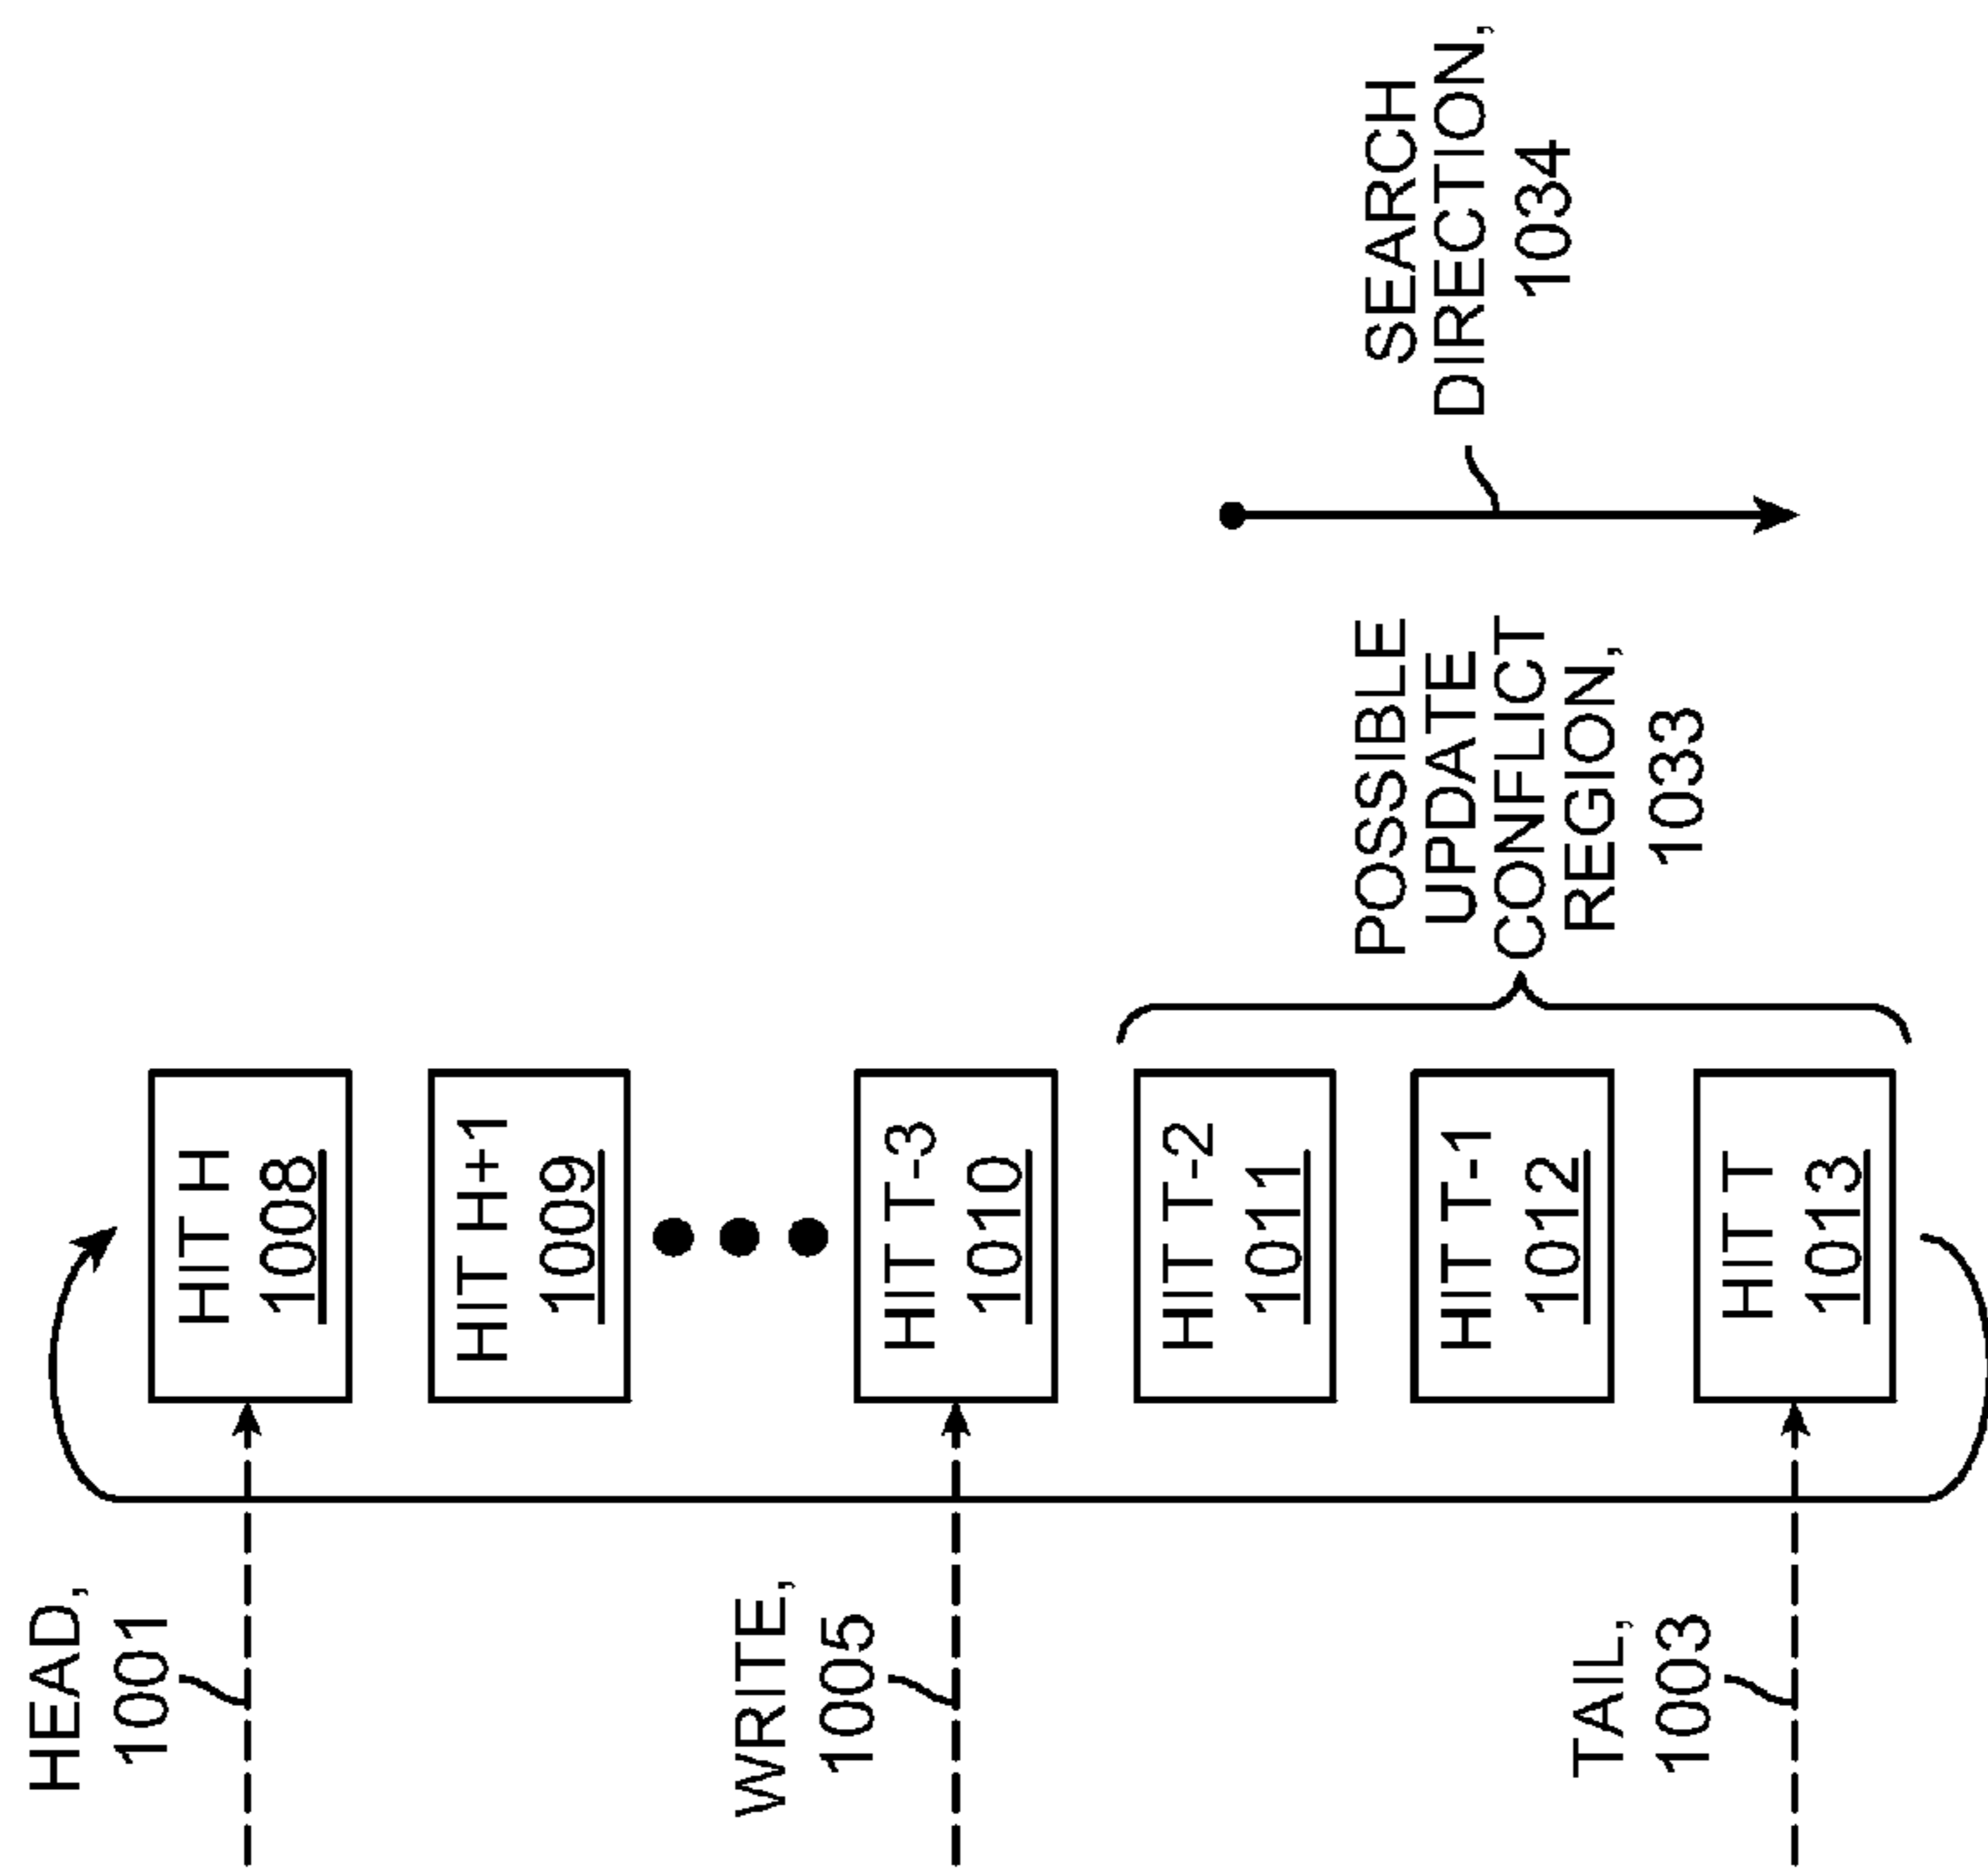 HEAD,
1001
WRITE,
1005
TAIL,
1003
HIT H
1008
HIT H+1
1009
HIT T-3
1010
HIT T-2
1011
HIT T-1
1012
HIT T
1013
POSSIBLE
UPDATE
CONFLICT
REGION,
1033
SEARCH
DIRECTION,
1034